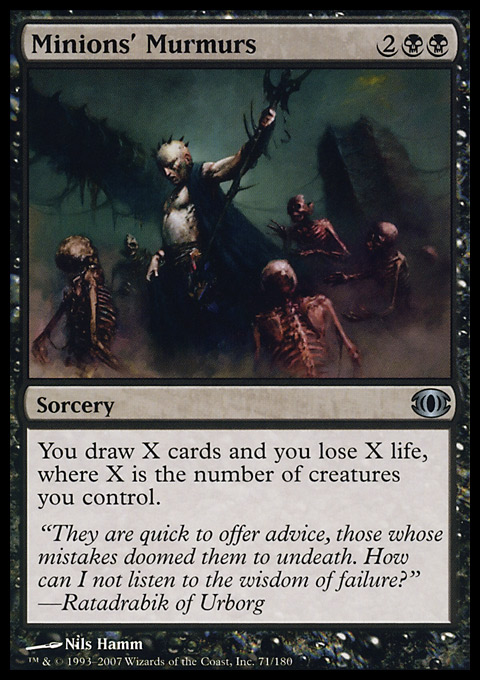 Minions' Murmurs 2
Sorcery
You draw X cards and you lose X life,
where X is the number of creatures
you control.
“They are quick to offer advice, those whose
mistakes doomed them to undeath. How
can I not listen to the wisdom of failure?”
—Ratadrabik of Urborg
Nils Hamm
™ & © 1993–2007 Wizards of the Coast, Inc. 71/180